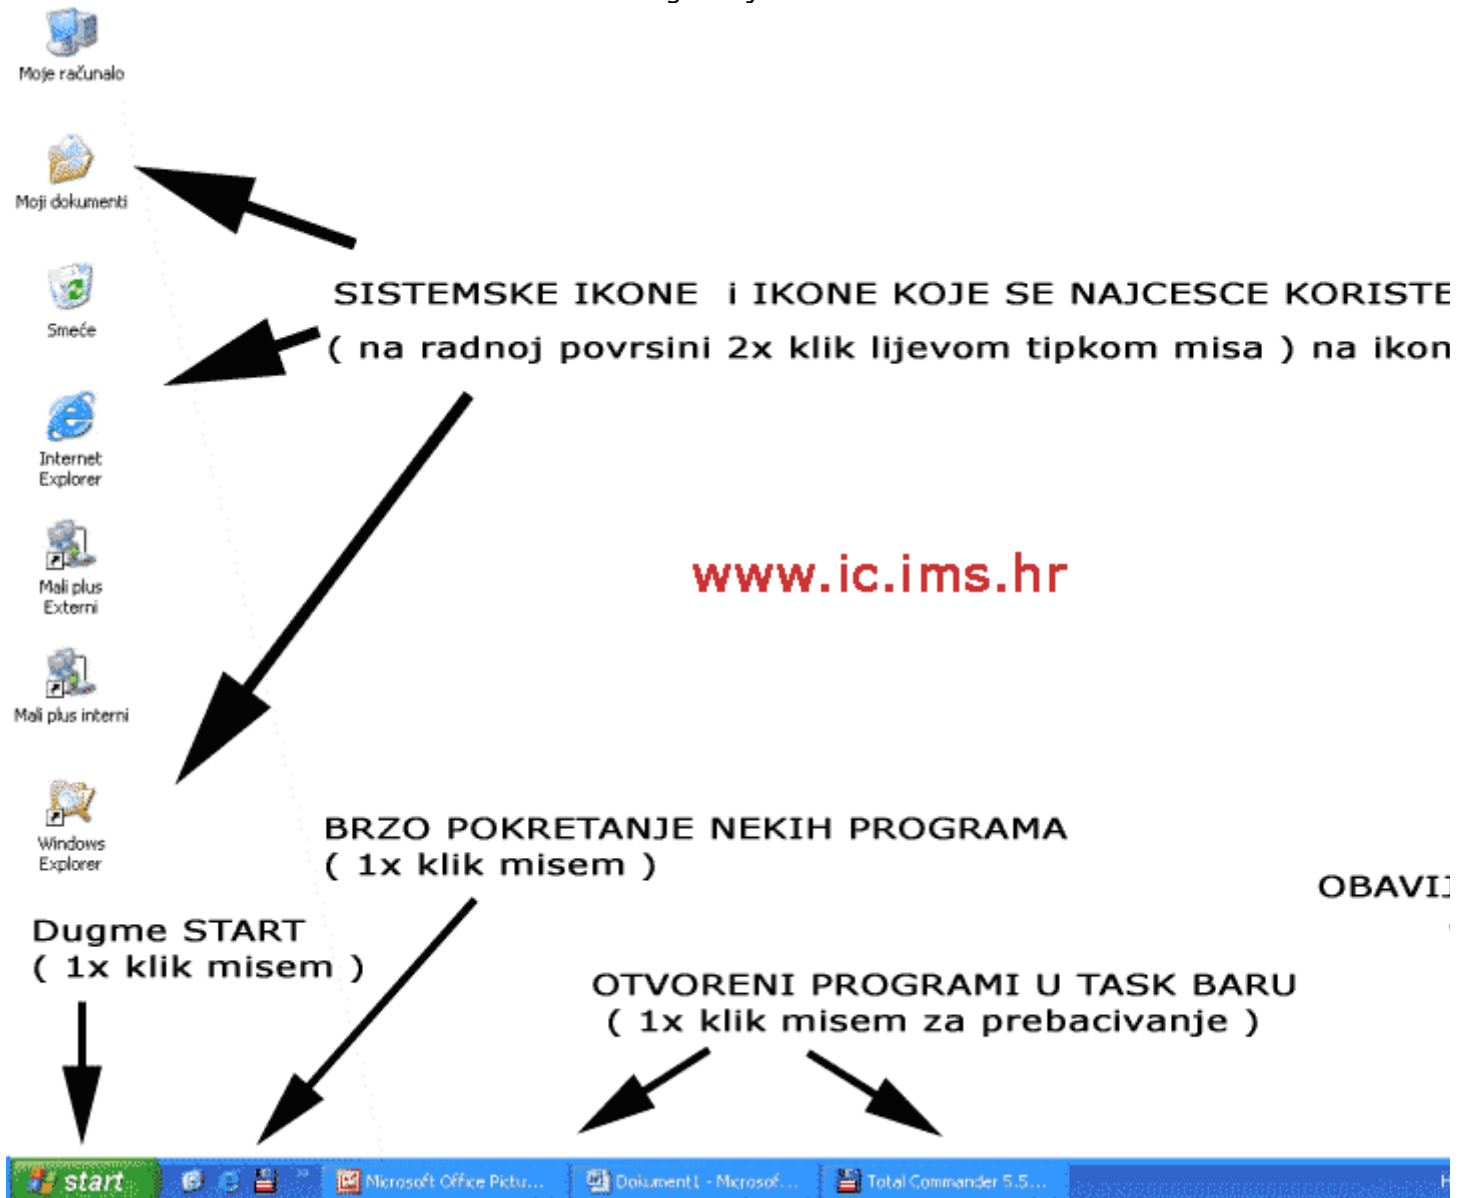 Moje računalo
Moji dokumenti
SISTEMSKE IKONE i IKONE KOJE SE NAJCESCE KORISTE
( na radnoj povrsini 2x klik lijevom tipkom misa ) na ikon
Smeće
Internet
Explorer
www.ic.ims.hr
Mali plus
Externi
Mali plus interni
Windows
Explorer
BRZO POKRETANJE NEKIH PROGRAMA
( 1x klik misem )
OBAVIJ
Dugme START
( 1x klik misem )
OTVORENI PROGRAMI U TASK BARU
( 1x klik misem za prebacivanje )
start
Microsoft Office Pictu...
Dokument1 - Microsof...
Total Commander 5.5...
H